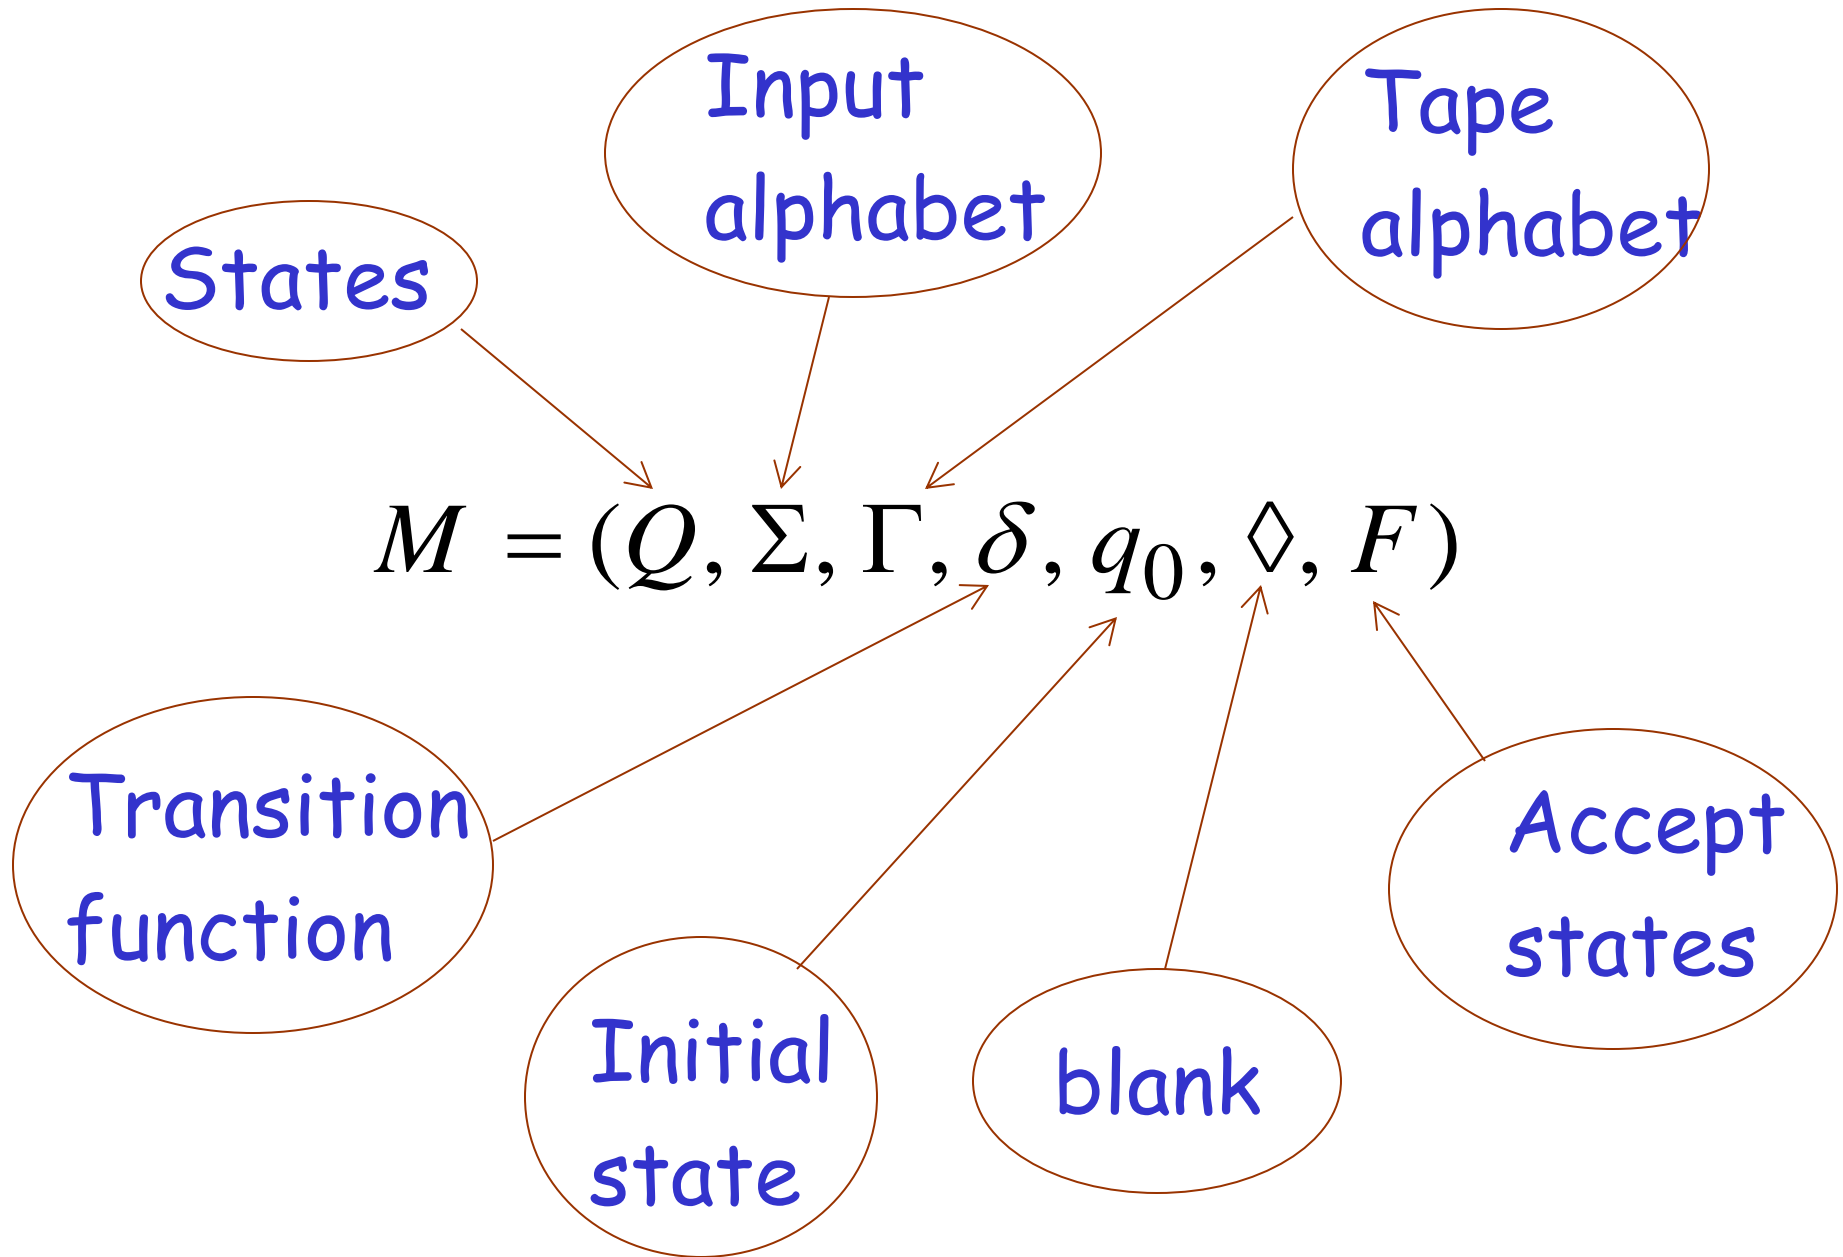 Input
alphabet
Tape
alphabet
States
M = (Q, Σ, Γ, δ, q₀, ◊, F)
Transition
function
Accept
states
Initial
state
blank